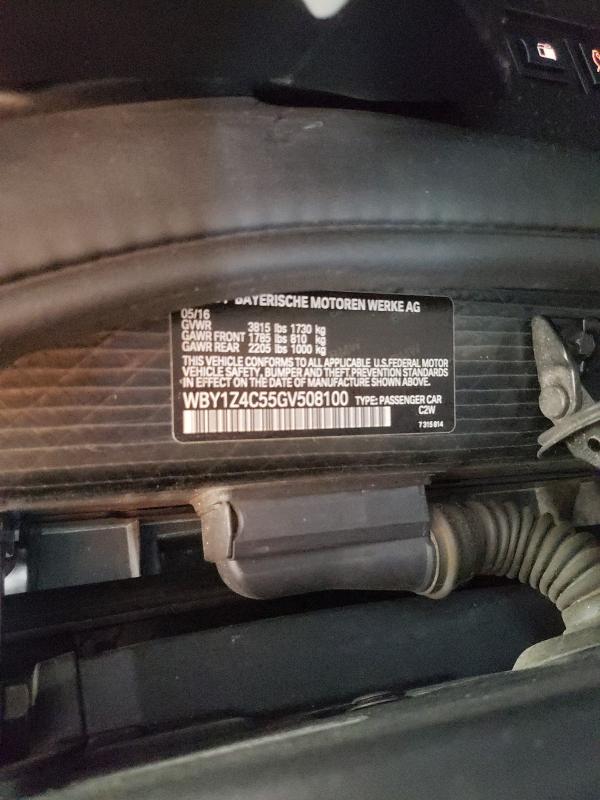 BAYERISCHE MOTOREN WERKE AG
05/16
GVWR 3815 lbs 1730 kg
GAWR FRONT 1785 lbs 810 kg
GAWR REAR 2205 lbs 1000 kg
THIS VEHICLE CONFORMS TO ALL APPLICABLE U.S.FEDERAL MOTOR
VEHICLE SAFETY, BUMPER AND THEFT PREVENTION STANDARDS
IN EFFECT ON THE DATE OF MANUFACTURE SHOWN ABOVE.
WBY1Z4C55GV508100 TYPE: PASSENGER CAR
C2W
7 315 814